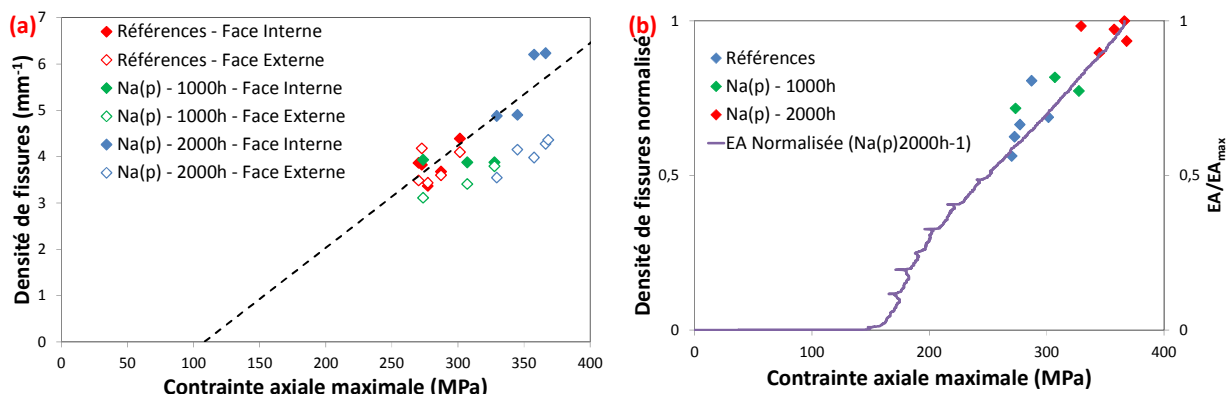 (a)
Densité de fissures (mm⁻¹)
7
6
5
4
3
2
1
0
Références - Face Interne
Références - Face Externe
Na(p) - 1000h - Face Interne
Na(p) - 1000h - Face Externe
Na(p) - 2000h - Face Interne
Na(p) - 2000h - Face Externe
0 50 100 150 200 250 300 350 400
Contrainte axiale maximale (MPa)
(b)
Densité de fissures normalisé
1
0,5
0
Références
Na(p) - 1000h
Na(p) - 2000h
EA Normalisée (Na(p)2000h-1)
1
0,5
0
EA/EAmax
0 100 200 300 400
Contrainte axiale maximale (MPa)